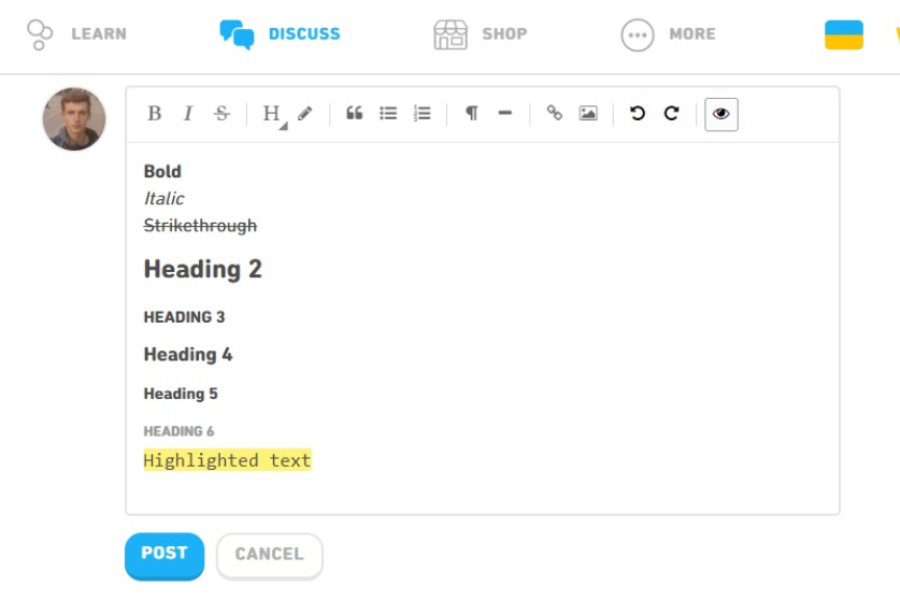 LEARN
DISCUSS
SHOP
MORE
B I S H
Bold
Italic
Strikethrough
Heading 2
HEADING 3
Heading 4
Heading 5
HEADING 6
Highlighted text
POST
CANCEL